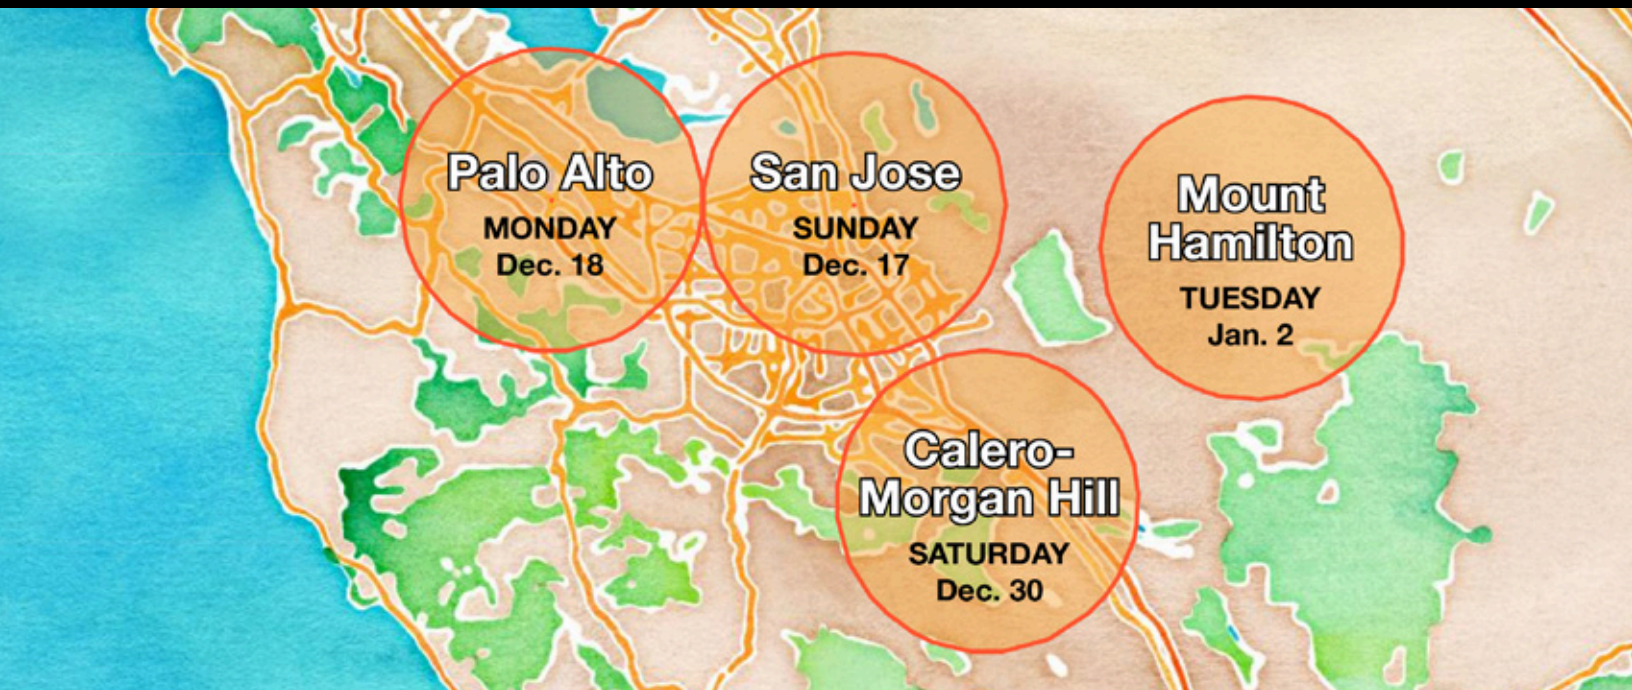 Palo Alto
MONDAY
Dec. 18
San Jose
SUNDAY
Dec. 17
Mount
Hamilton
TUESDAY
Jan. 2
Calero-
Morgan Hill
SATURDAY
Dec. 30